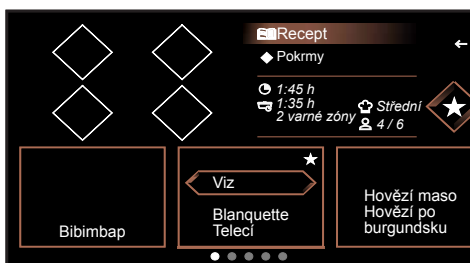 Recept
Pokrmy
1:45 h
1:35 h
2 varné zóny
Střední
4 / 6
Bibimbap
Viz
Blanquette
Telecí
Hovězí maso
Hovězí po
burgundsku